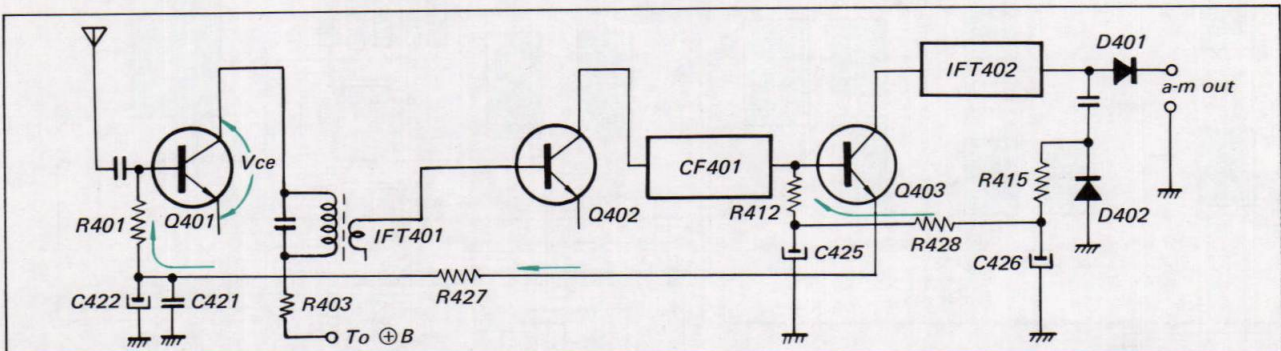 D401
IFT402
a-m out
Vce
CF401
R415
Q401
Q402
Q403
D402
R401
R412
IFT401
R428
C425
C426
R427
C422
C421
R403
To ⊕B